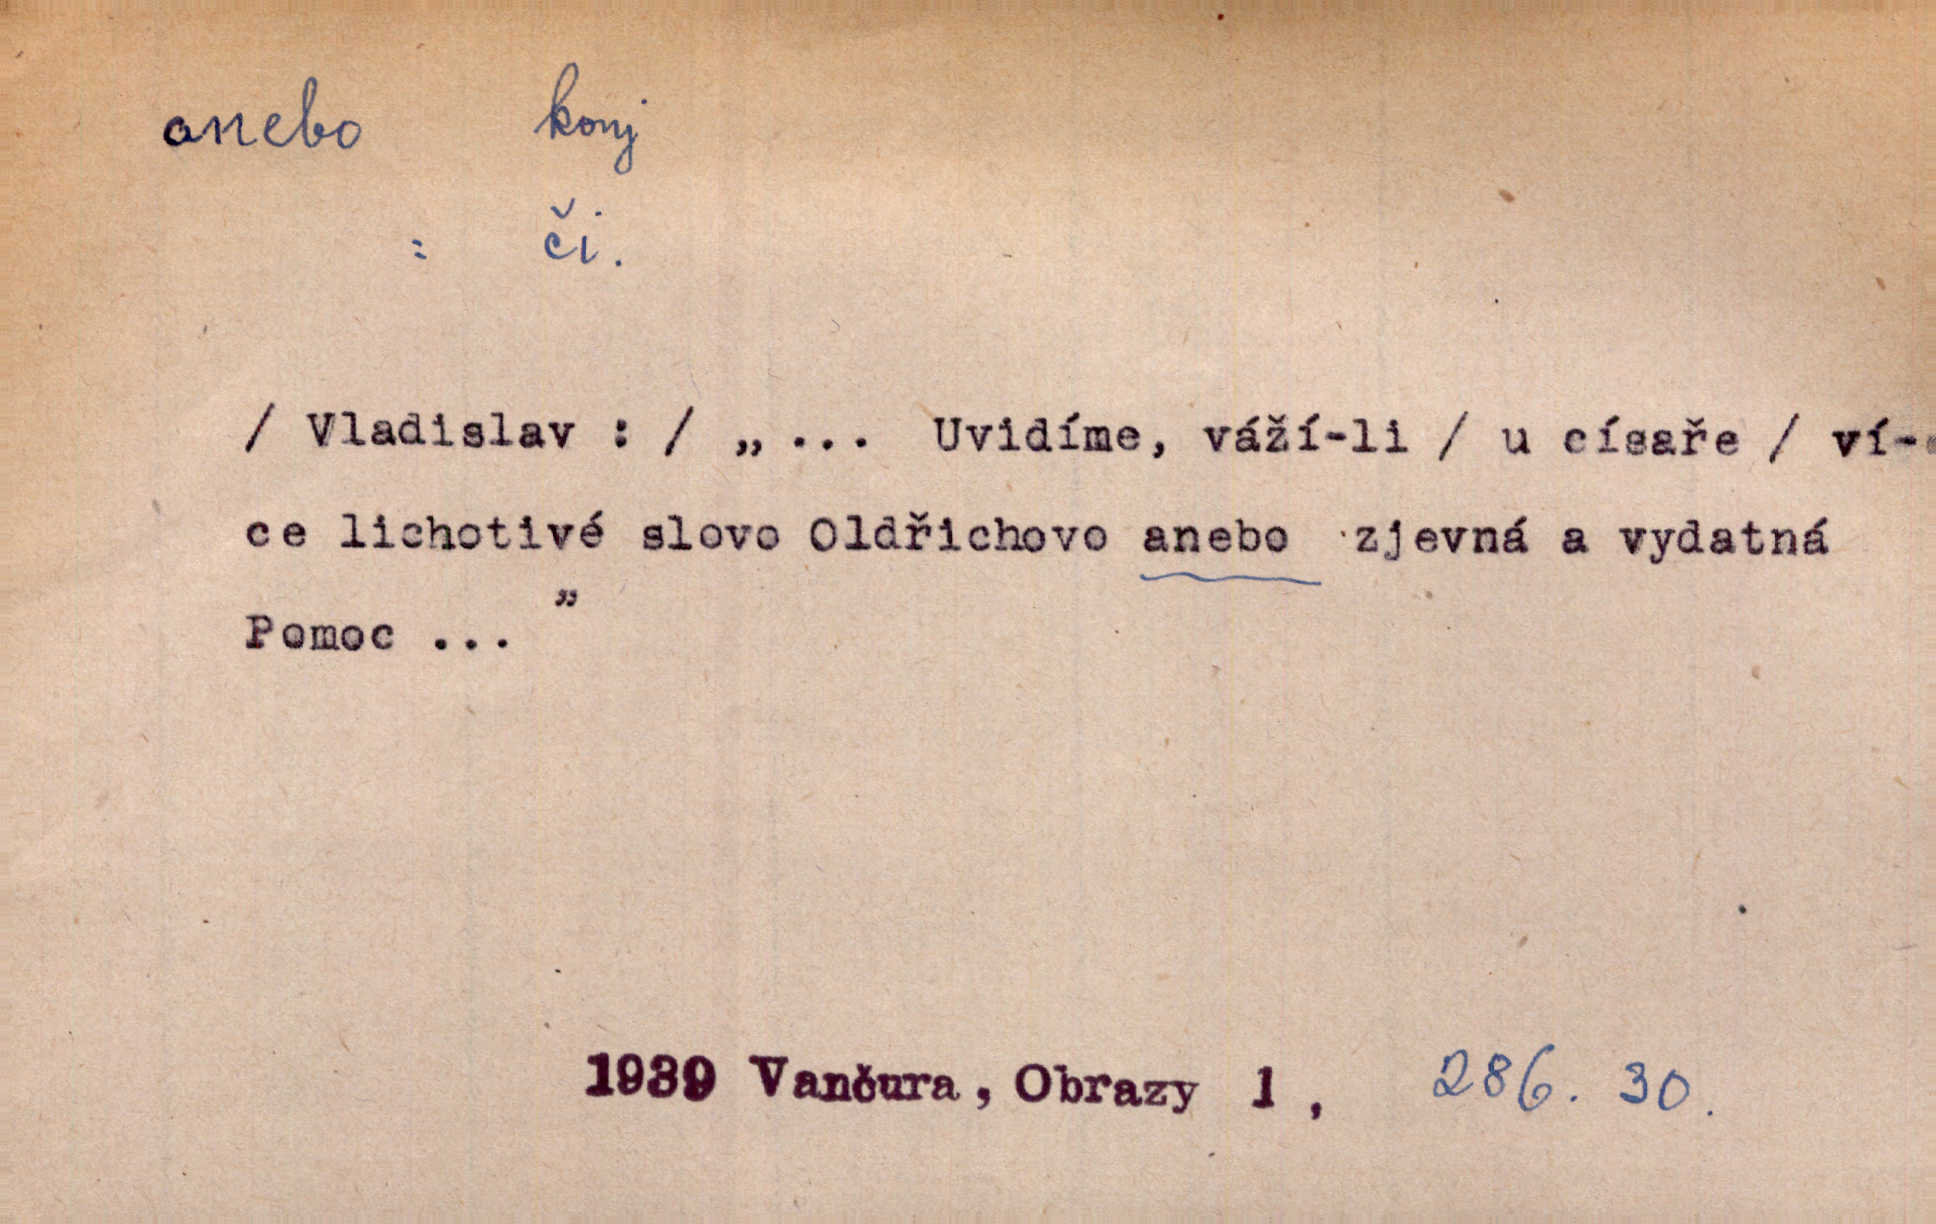 anebo konj
: či.
/ Vladislav : / „ ... Uvidíme, váží-li / u císaře / ví-
ce lichotivé slovo Oldřichovo anebo zjevná a vydatná
Pomoc ... ”
1939 Vančura, Obrazy 1, 286. 30.